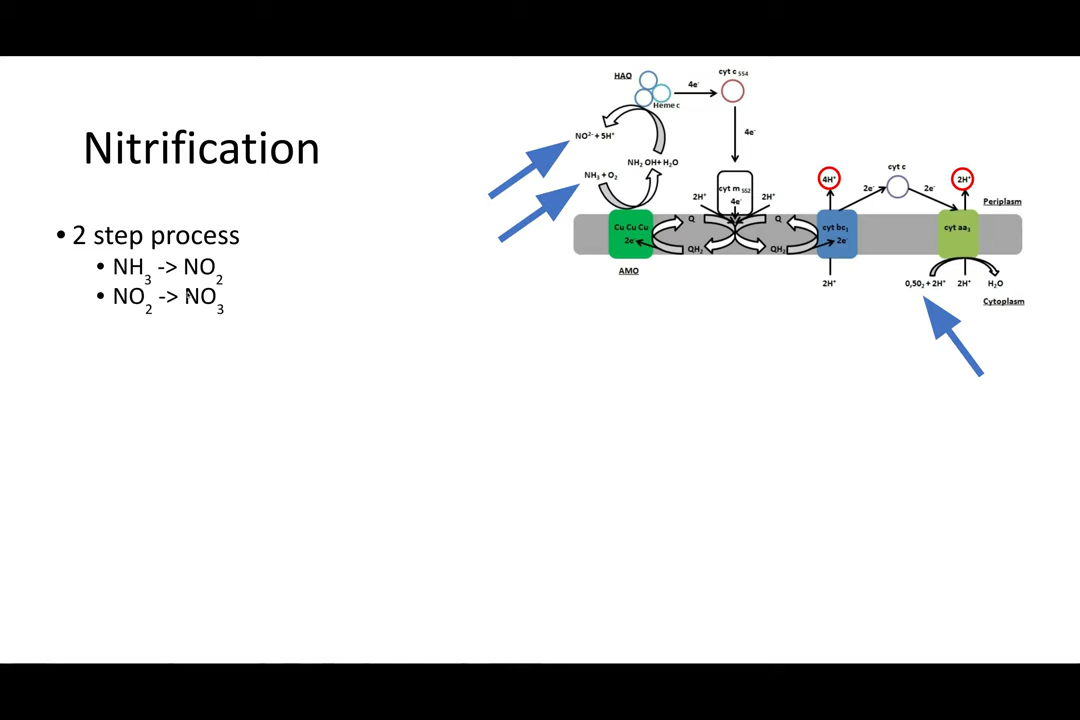 Nitrification
• 2 step process
• NH3 -> NO2
• NO2 -> NO3
HAO
Heme c
4e-
cyt c 554
4e-
NO2- + 5H+
NH2 OH+ H2O
NH3 + O2
Cu Cu Cu
2e-
AMO
Q
QH2
2H+
cyt m 552
4e-
2H+
Q
QH2
4H+
cyt bc1
2e-
2H+
2e-
cyt c
2e-
2H+
cyt aa3
0,5O2 + 2H+
2H+
H2O
Periplasm
Cytoplasm